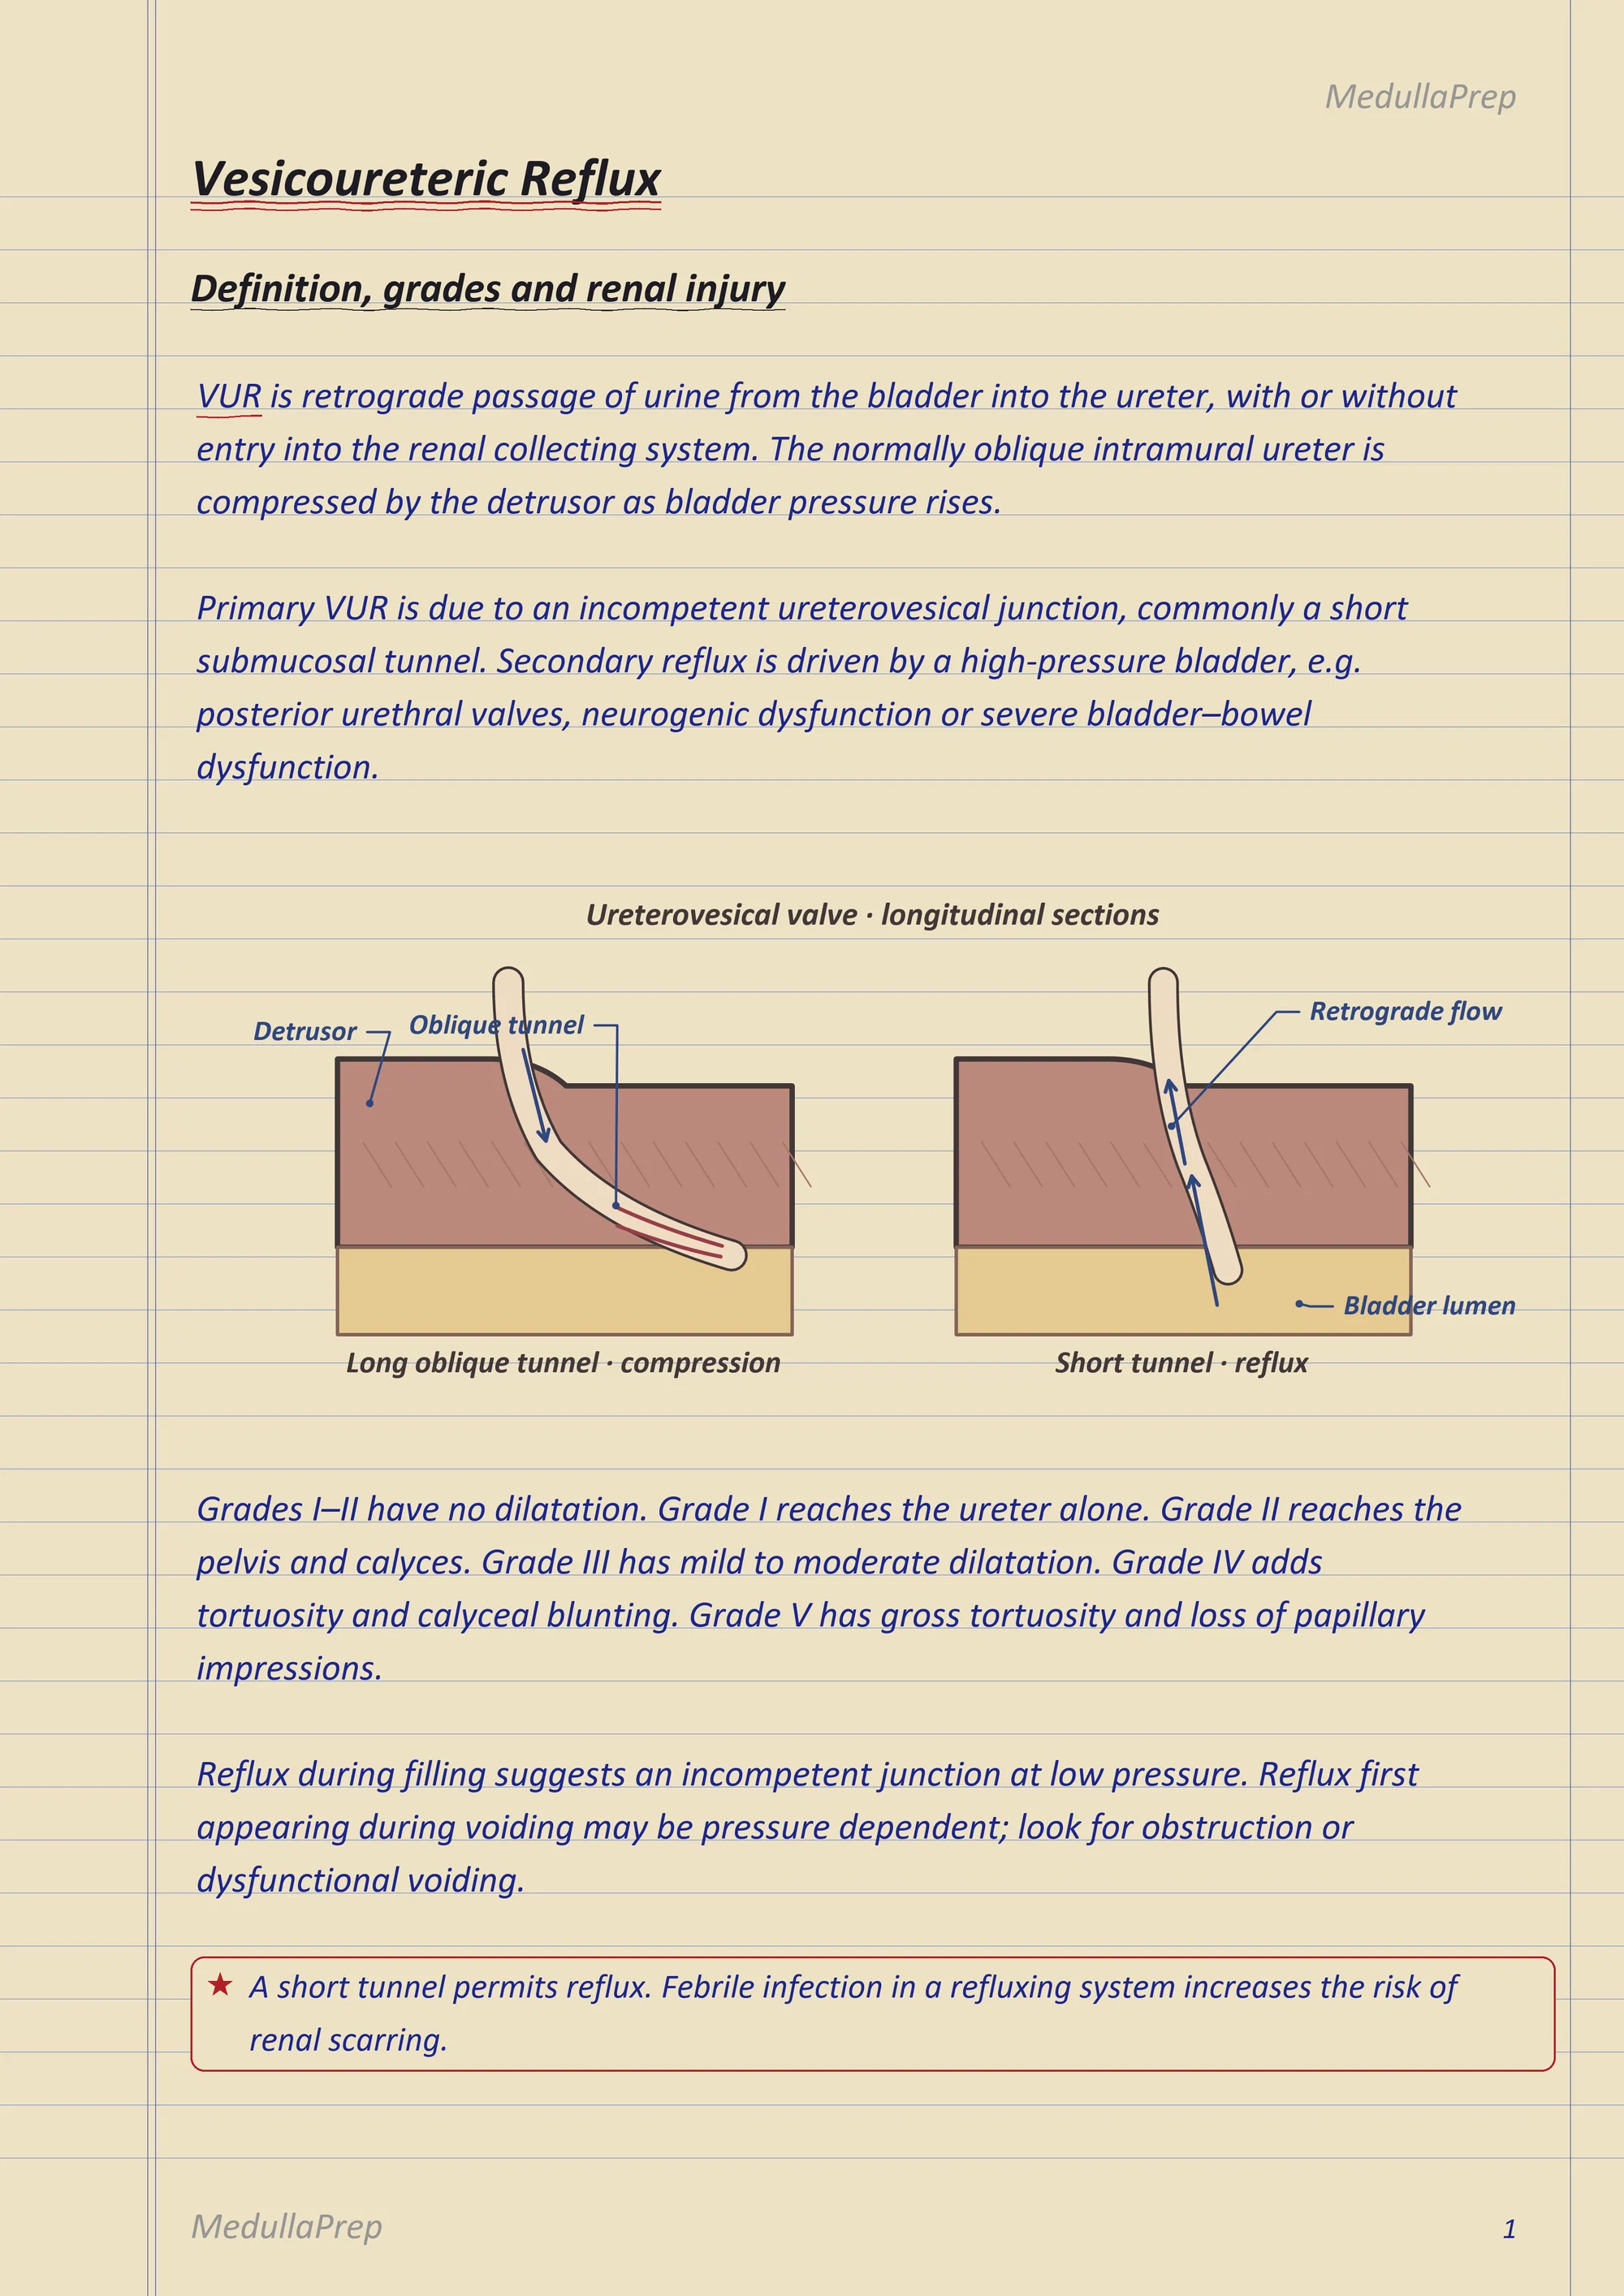 MedullaPrep
Vesicoureteric Reflux
Definition, grades and renal injury
VUR is retrograde passage of urine from the bladder into the ureter, with or without
entry into the renal collecting system. The normally oblique intramural ureter is
compressed by the detrusor as bladder pressure rises.
Primary VUR is due to an incompetent ureterovesical junction, commonly a short
submucosal tunnel. Secondary reflux is driven by a high-pressure bladder, e.g.
posterior urethral valves, neurogenic dysfunction or severe bladder–bowel
dysfunction.
Ureterovesical valve · longitudinal sections
Detrusor
Oblique tunnel
Retrograde flow
Bladder lumen
Long oblique tunnel · compression
Short tunnel · reflux
Grades I–II have no dilatation. Grade I reaches the ureter alone. Grade II reaches the
pelvis and calyces. Grade III has mild to moderate dilatation. Grade IV adds
tortuosity and calyceal blunting. Grade V has gross tortuosity and loss of papillary
impressions.
Reflux during filling suggests an incompetent junction at low pressure. Reflux first
appearing during voiding may be pressure dependent; look for obstruction or
dysfunctional voiding.
★ A short tunnel permits reflux. Febrile infection in a refluxing system increases the risk of
renal scarring.
MedullaPrep
1